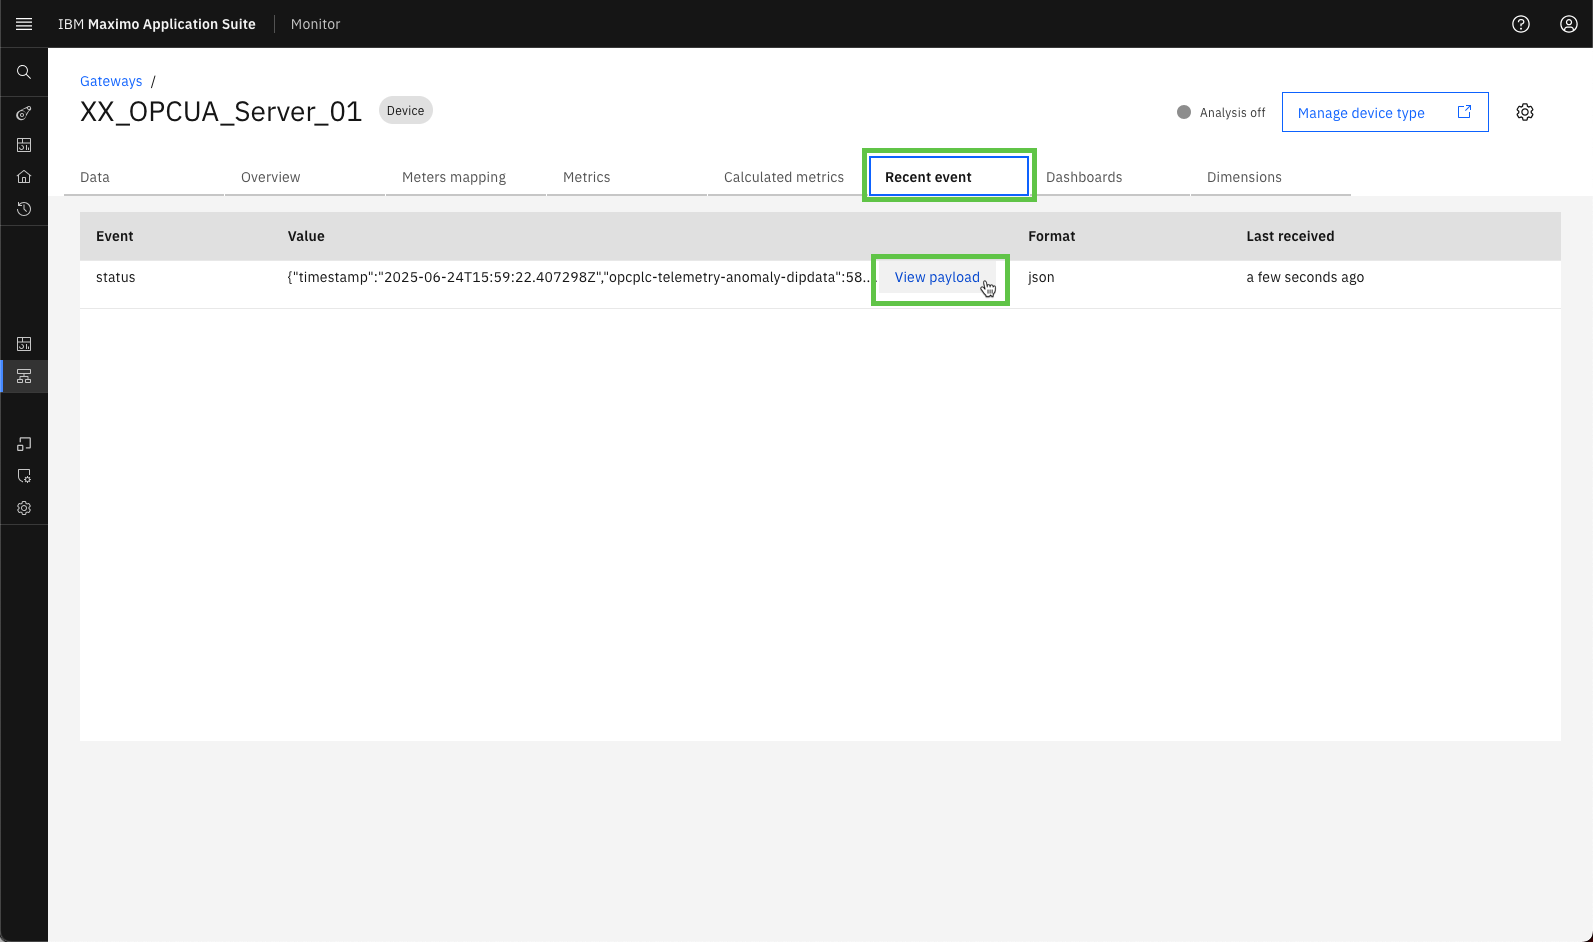 IBM Maximo Application Suite Monitor
Gateways /
XX_OPCUA_Server_01 Device
Analysis off Manage device type
Data Overview Meters mapping Metrics Calculated metrics Recent event Dashboards Dimensions
Event Value Format Last received
status {"timestamp":"2025-06-24T15:59:22.407298Z","opcplc-telemetry-anomaly-dipdata":58... View payload json a few seconds ago